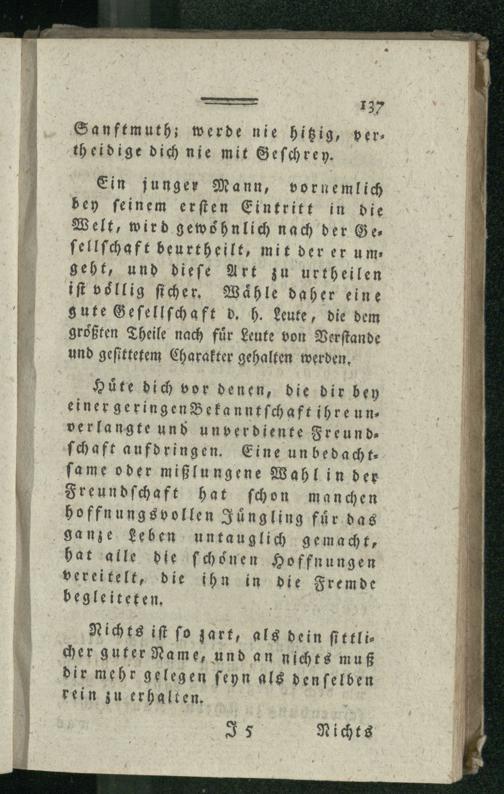 137
Sanftmuth; werde nie hitzig, ver-
theidige dich nie mit Geschrey.
Ein junger Mann, vornemlich
bey seinem ersten Eintritt in die
Welt, wird gewöhnlich nach der Ge-
sellschaft beurtheilt, mit der er um-
geht, und diese Art zu urtheilen
ist völlig sicher. Wähle daher eine
gute Gesellschaft d. h. Leute, die dem
größten Theile nach für Leute von Verstande
und gesittetem Charakter gehalten werden.
Hüte dich vor denen, die dir bey
einer geringen Bekanntschaft ihre un-
verlangte und unverdiente Freund-
schaft aufdringen. Eine unbedacht-
same oder mißlungene Wahl in der
Freundschaft hat schon manchen
hoffnungsvollen Jüngling für das
ganze Leben untauglich gemacht,
hat alle die schönen Hoffnungen
vereitelt, die ihn in die Fremde
begleiteten.
Nichts ist so zart, als dein sittli-
cher guter Name, und an nichts muß
dir mehr gelegen seyn als denselben
rein zu erhalten.
J 5 Nichts